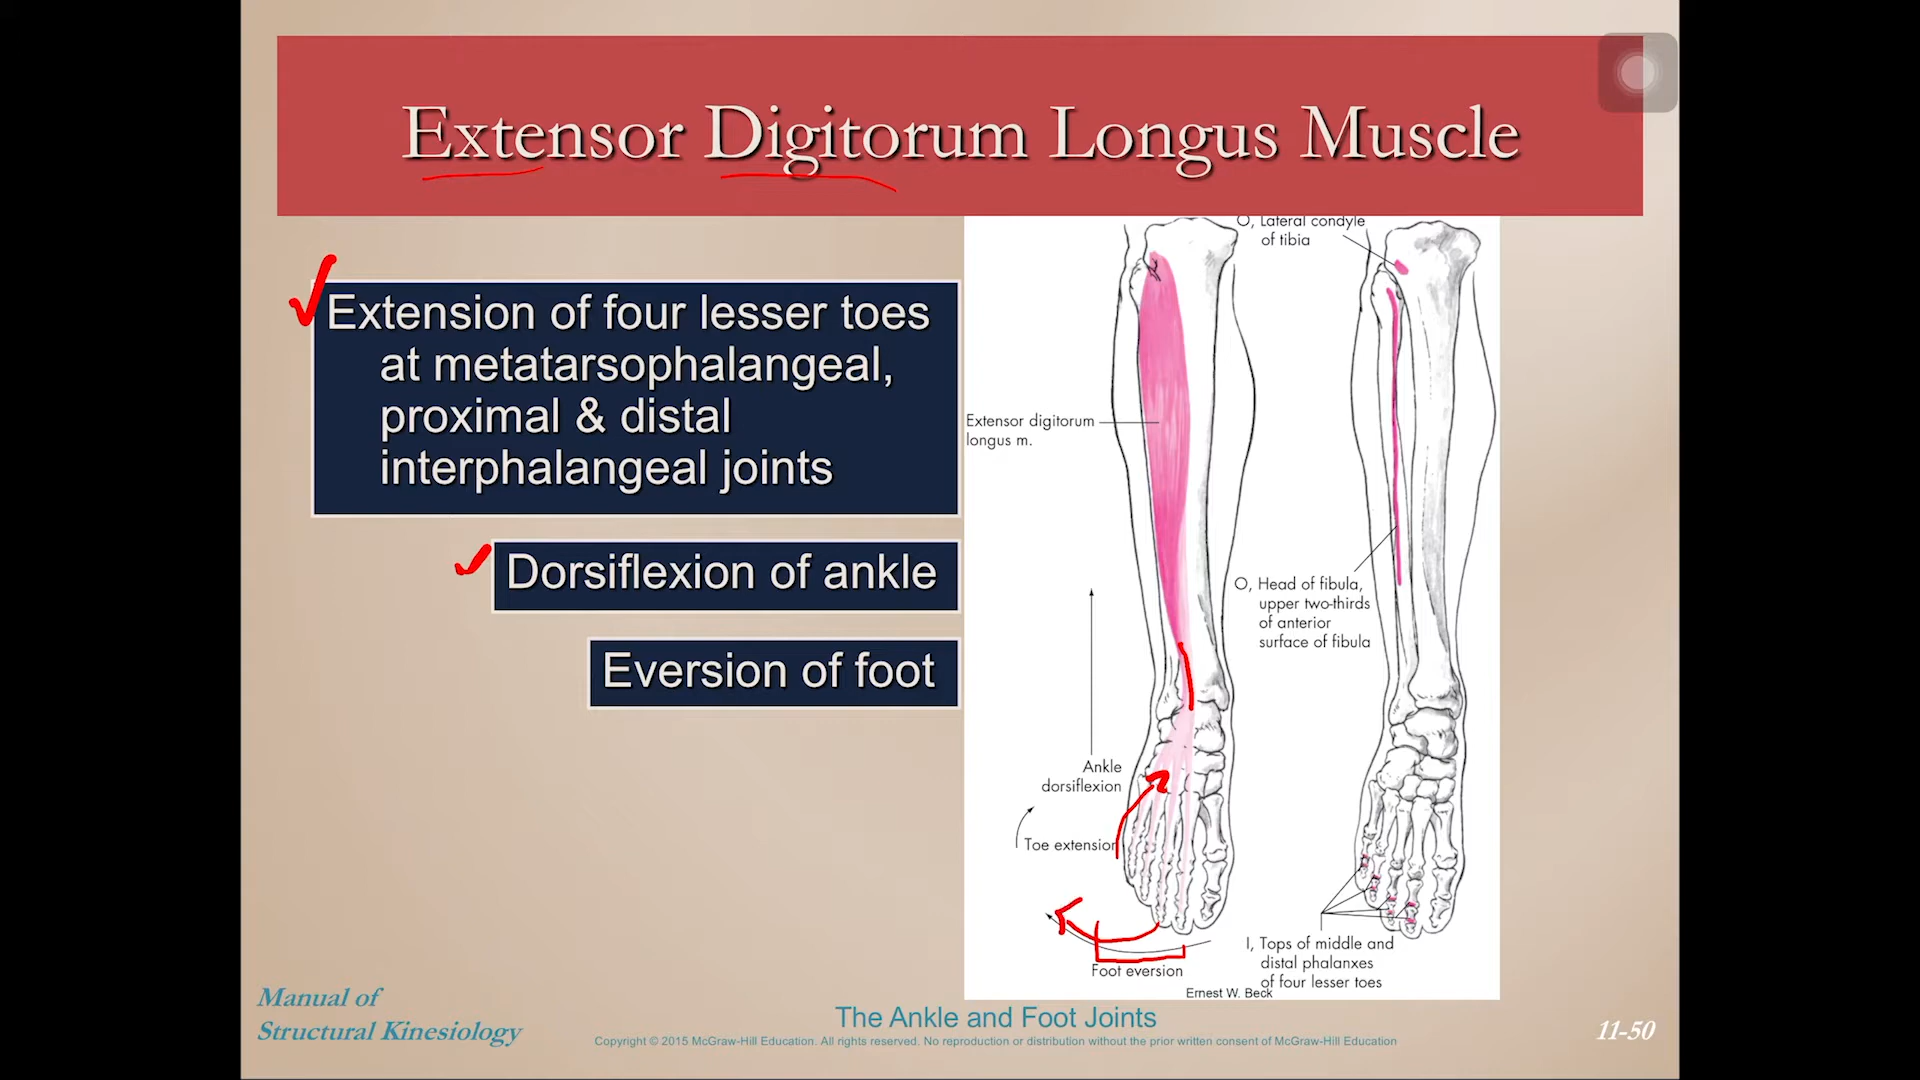 Extensor Digitorum Longus Muscle
Extension of four lesser toes
at metatarsophalangeal,
proximal & distal
interphalangeal joints
Dorsiflexion of ankle
Eversion of foot
O, Lateral condyle
of tibia
Extensor digitorum
longus m.
O, Head of fibula,
upper two-thirds
of anterior
surface of fibula
Ankle
dorsiflexion
Toe extension
Foot eversion
I, Tops of middle and
distal phalanxes
of four lesser toes
Ernest W. Beck
Manual of
Structural Kinesiology
The Ankle and Foot Joints
Copyright © 2015 McGraw-Hill Education. All rights reserved. No reproduction or distribution without the prior written consent of McGraw-Hill Education
11-50